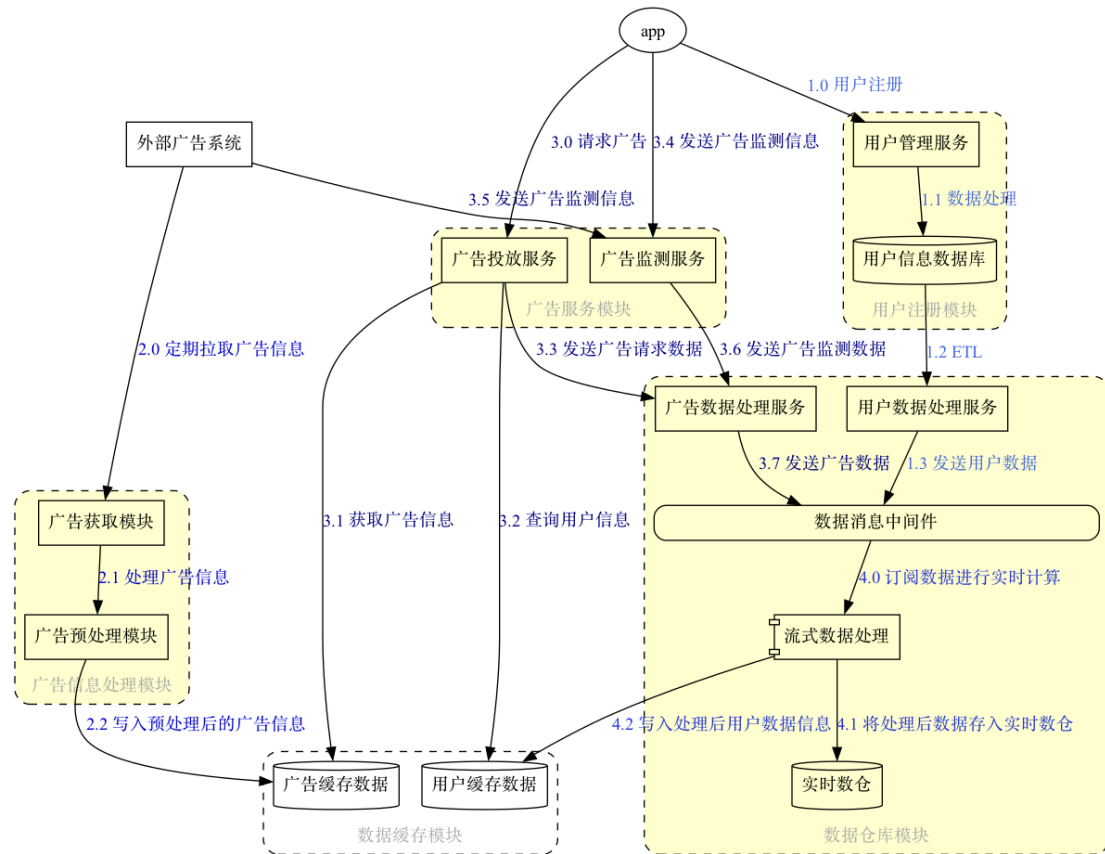 app
1.0 用户注册
外部广告系统
3.0 请求广告
3.4 发送广告监测信息
用户管理服务
3.5 发送广告监测信息
1.1 数据处理
广告投放服务
广告监测服务
用户信息数据库
广告服务模块
用户注册模块
2.0 定期拉取广告信息
3.3 发送广告请求数据
3.6 发送广告监测数据
1.2 ETL
广告数据处理服务
用户数据处理服务
3.7 发送广告数据
1.3 发送用户数据
广告获取模块
3.1 获取广告信息
3.2 查询用户信息
数据消息中间件
2.1 处理广告信息
4.0 订阅数据进行实时计算
广告预处理模块
流式数据处理
广告信息处理模块
2.2 写入预处理后的广告信息
4.2 写入处理后用户数据信息
4.1 将处理后数据存入实时数仓
广告缓存数据
用户缓存数据
实时数仓
数据缓存模块
数据仓库模块